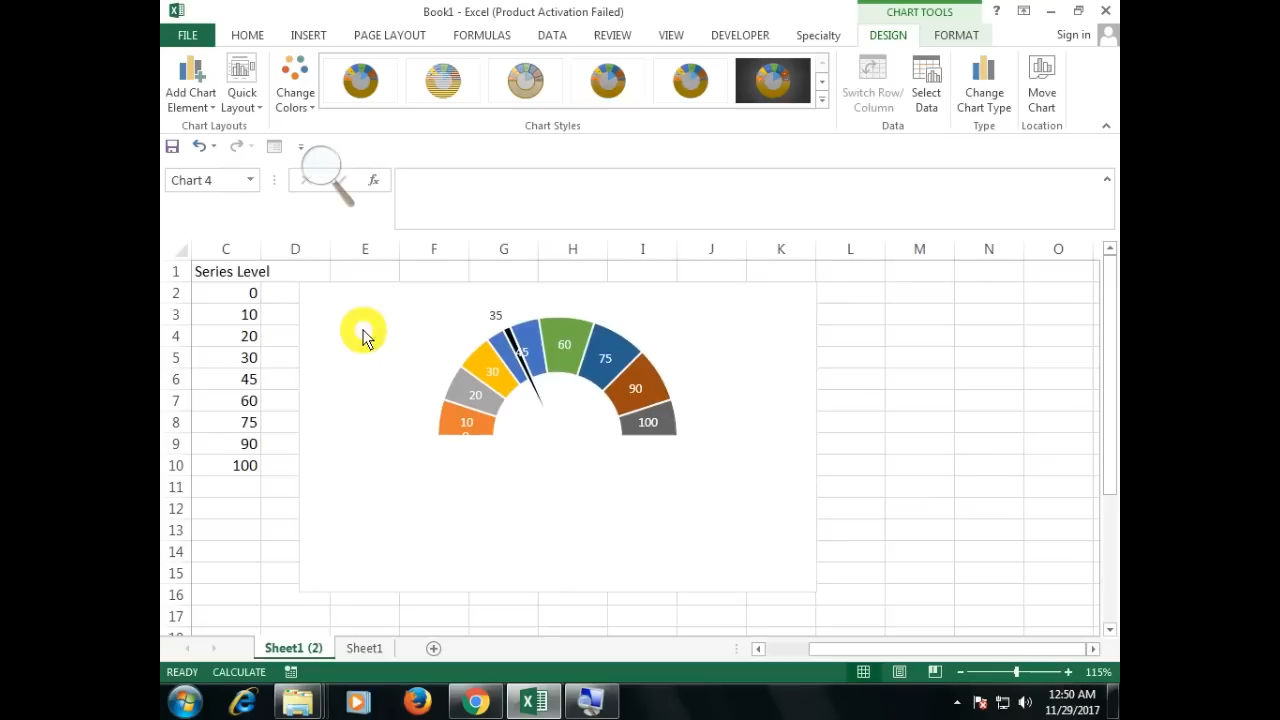 Book1 - Excel (Product Activation Failed)
CHART TOOLS
?
FILE HOME INSERT PAGE LAYOUT FORMULAS DATA REVIEW VIEW DEVELOPER Specialty DESIGN FORMAT Sign in
Add Chart Element
Quick Layout
Change Colors
Switch Row/ Column
Select Data
Change Chart Type
Move Chart
Chart Layouts
Chart Styles
Data
Type
Location
Chart 4
fx
C D E F G H I J K L M N O
1 Series Level
2 0
3 10
4 20
5 30
6 45
7 60
8 75
9 90
10 100
11
12
13
14
15
16
17
35
45
60
75
30
20
90
10
100
0
Sheet1 (2) Sheet1
READY CALCULATE 115%
12:50 AM
11/29/2017